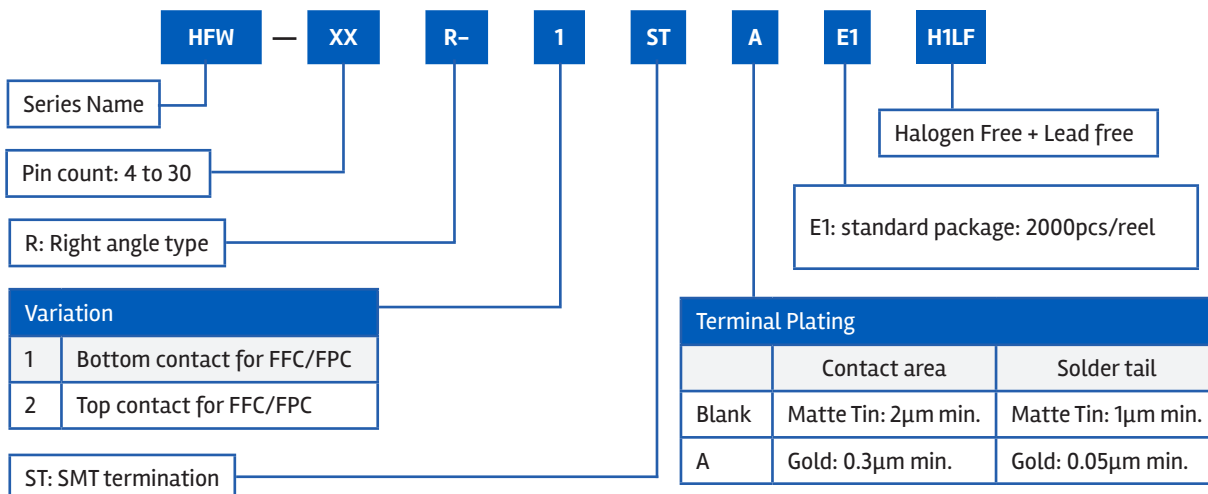 HFW — XX R– 1 ST A E1 H1LF
Series Name
Halogen Free + Lead free
Pin count: 4 to 30
E1: standard package: 2000pcs/reel
R: Right angle type
Variation
1 Bottom contact for FFC/FPC
2 Top contact for FFC/FPC
Terminal Plating
Contact area Solder tail
Blank Matte Tin: 2μm min. Matte Tin: 1μm min.
A Gold: 0.3μm min. Gold: 0.05μm min.
ST: SMT termination